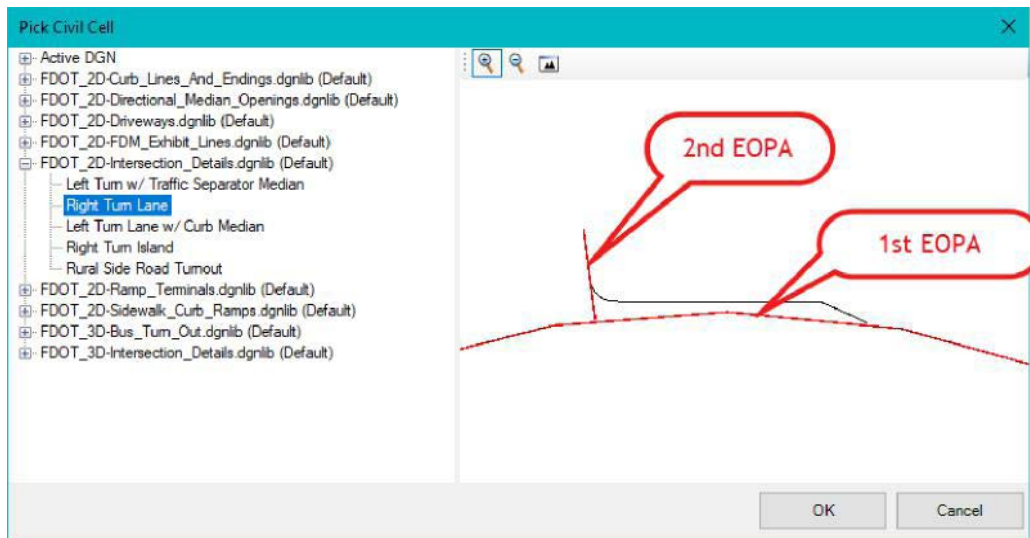 Pick Civil Cell
Active DGN
FDOT_2D-Curb_Lines_And_Endings.dgnlib (Default)
FDOT_2D-Directional_Median_Openings.dgnlib (Default)
FDOT_2D-Driveways.dgnlib (Default)
FDOT_2D-FDM_Exhibit_Lines.dgnlib (Default)
FDOT_2D-Intersection_Details.dgnlib (Default)
Left Turn w/ Traffic Separator Median
Right Turn Lane
Left Turn Lane w/ Curb Median
Right Turn Island
Rural Side Road Turnout
FDOT_2D-Ramp_Terminals.dgnlib (Default)
FDOT_2D-Sidewalk_Curb_Ramps.dgnlib (Default)
FDOT_3D-Bus_Turn_Out.dgnlib (Default)
FDOT_3D-Intersection_Details.dgnlib (Default)
2nd EOPA
1st EOPA
OK
Cancel